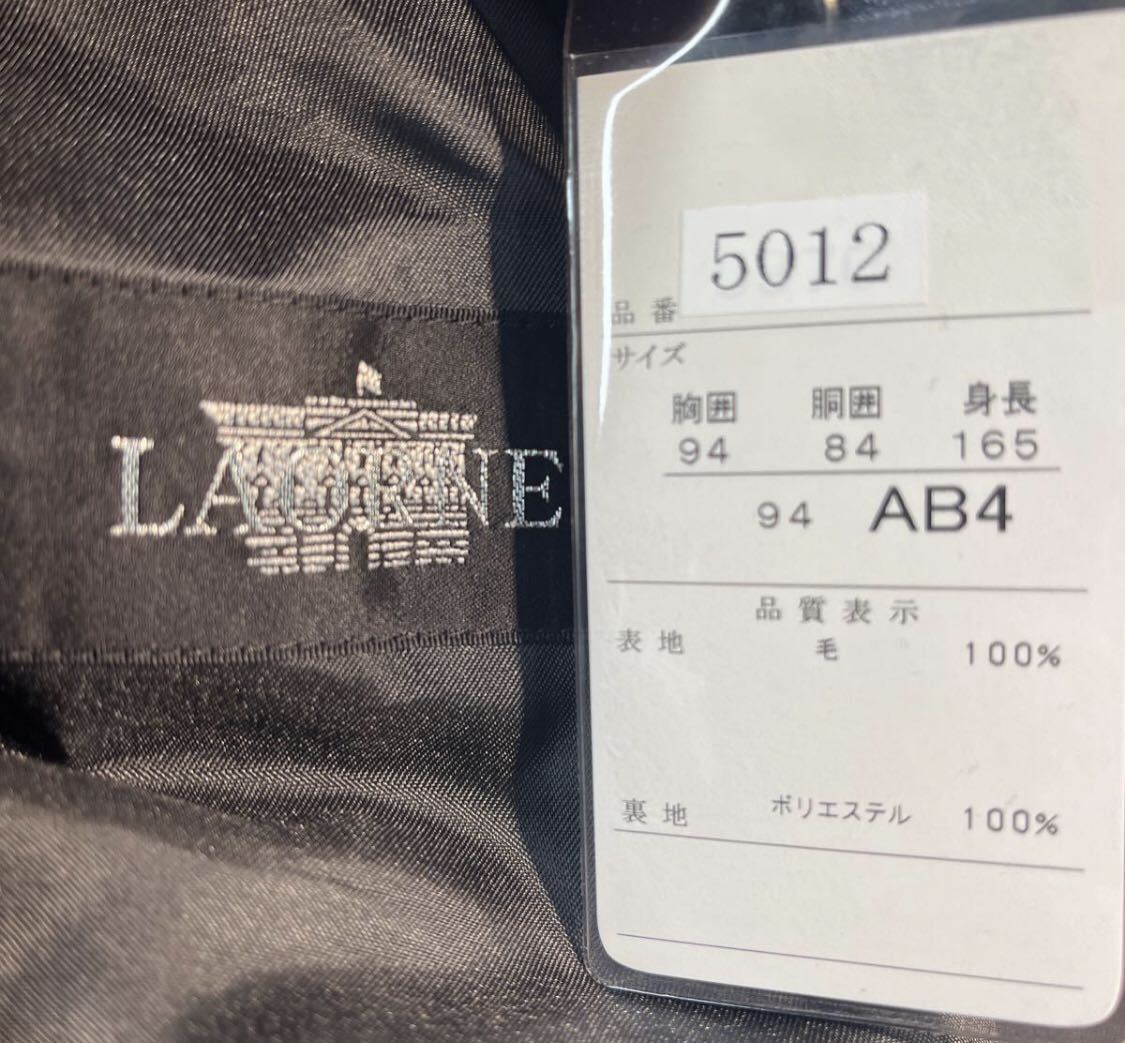 LAORNE
5012
品番
サイズ
胸囲 胴囲 身長
94 84 165
94 AB4
品質表示
表地 毛 100%
裏地 ポリエステル 100%